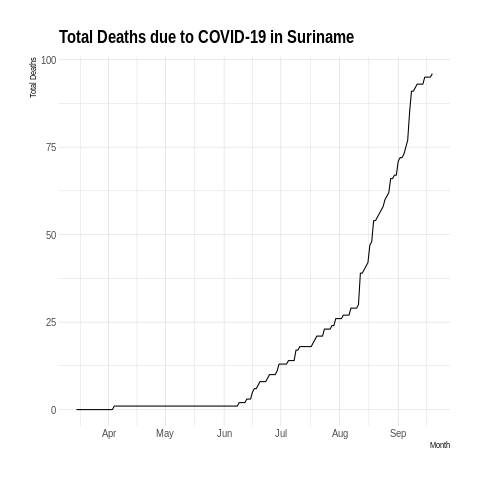 Total Deaths due to COVID-19 in Suriname
Total Deaths
100
75
50
25
0
Apr May Jun Jul Aug Sep
Month